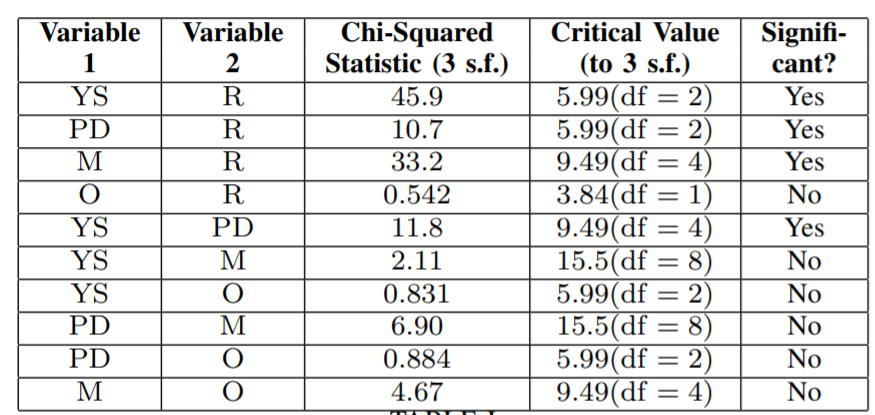 Variable 1 Variable 2 Chi-Squared Statistic (3 s.f.) Critical Value (to 3 s.f.) Signifi-cant?
YS R 45.9 5.99(df = 2) Yes
PD R 10.7 5.99(df = 2) Yes
M R 33.2 9.49(df = 4) Yes
O R 0.542 3.84(df = 1) No
YS PD 11.8 9.49(df = 4) Yes
YS M 2.11 15.5(df = 8) No
YS O 0.831 5.99(df = 2) No
PD M 6.90 15.5(df = 8) No
PD O 0.884 5.99(df = 2) No
M O 4.67 9.49(df = 4) No